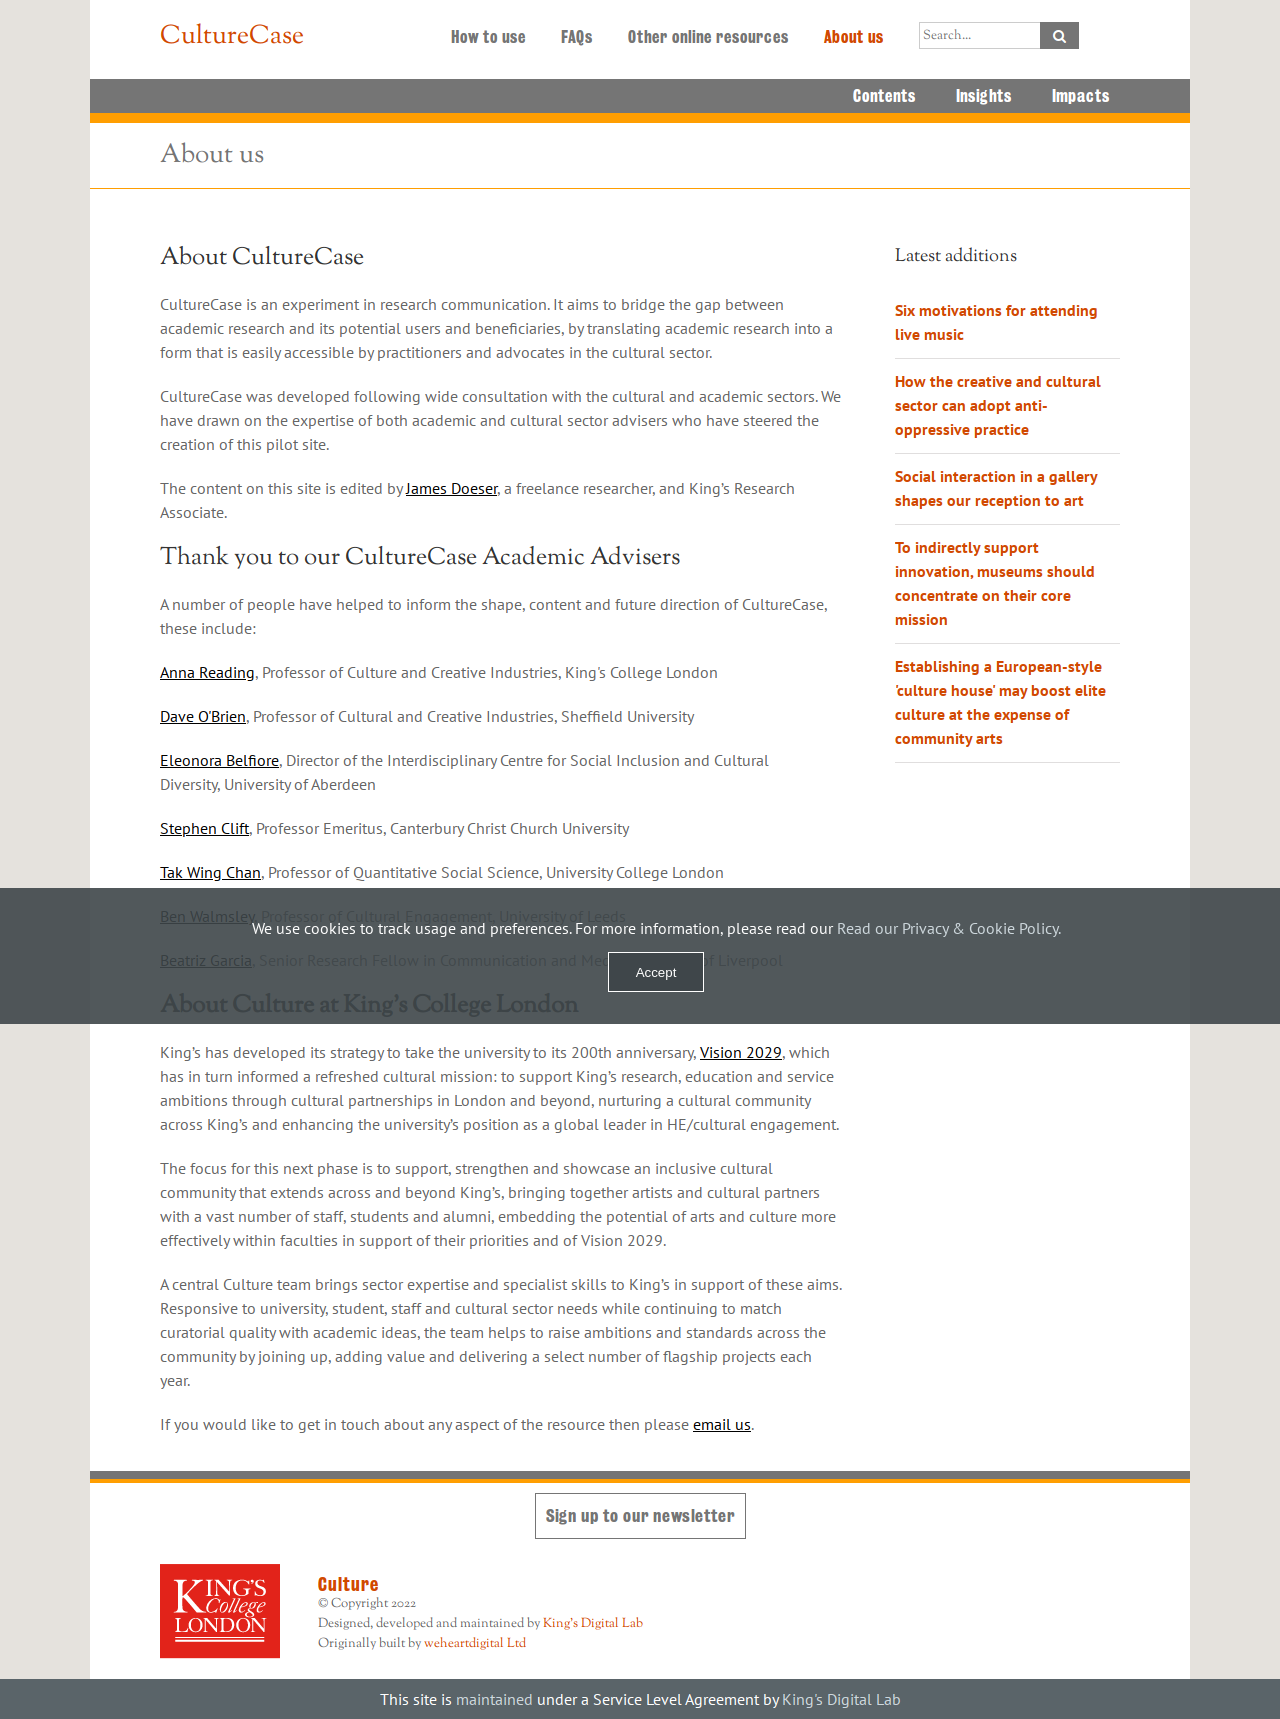 CultureCase
How to use
FAQs
Other online resources
About us
Search...
Contents
Insights
Impacts
About us
About CultureCase
CultureCase is an experiment in research communication. It aims to bridge the gap between
academic research and its potential users and beneficiaries, by translating academic research into a
form that is easily accessible by practitioners and advocates in the cultural sector.
CultureCase was developed following wide consultation with the cultural and academic sectors. We
have drawn on the expertise of both academic and cultural sector advisers who have steered the
creation of this pilot site.
The content on this site is edited by James Doeser, a freelance researcher, and King’s Research
Associate.
Thank you to our CultureCase Academic Advisers
A number of people have helped to inform the shape, content and future direction of CultureCase,
these include:
Anna Reading, Professor of Culture and Creative Industries, King's College London
Dave O'Brien, Professor of Cultural and Creative Industries, Sheffield University
Eleonora Belfiore, Director of the Interdisciplinary Centre for Social Inclusion and Cultural
Diversity, University of Aberdeen
Stephen Clift, Professor Emeritus, Canterbury Christ Church University
Tak Wing Chan, Professor of Quantitative Social Science, University College London
Ben Walmsley, Professor of Cultural Engagement, University of Leeds
We use cookies to track usage and preferences. For more information, please read our Read our Privacy & Cookie Policy.
Beatriz Garcia, Senior Research Fellow in Communication and Med
of Liverpool
Accept
About Culture at King’s College London
King’s has developed its strategy to take the university to its 200th anniversary, Vision 2029, which
has in turn informed a refreshed cultural mission: to support King’s research, education and service
ambitions through cultural partnerships in London and beyond, nurturing a cultural community
across King’s and enhancing the university’s position as a global leader in HE/cultural engagement.
The focus for this next phase is to support, strengthen and showcase an inclusive cultural
community that extends across and beyond King’s, bringing together artists and cultural partners
with a vast number of staff, students and alumni, embedding the potential of arts and culture more
effectively within faculties in support of their priorities and of Vision 2029.
A central Culture team brings sector expertise and specialist skills to King’s in support of these aims.
Responsive to university, student, staff and cultural sector needs while continuing to match
curatorial quality with academic ideas, the team helps to raise ambitions and standards across the
community by joining up, adding value and delivering a select number of flagship projects each
year.
If you would like to get in touch about any aspect of the resource then please email us.
Latest additions
Six motivations for attending
live music
How the creative and cultural
sector can adopt anti-
oppressive practice
Social interaction in a gallery
shapes our reception to art
To indirectly support
innovation, museums should
concentrate on their core
mission
Establishing a European-style
'culture house' may boost elite
culture at the expense of
community arts
Sign up to our newsletter
KING'S
College
LONDON
Culture
© Copyright 2022
Designed, developed and maintained by King's Digital Lab
Originally built by weheartdigital Ltd
This site is maintained under a Service Level Agreement by King's Digital Lab